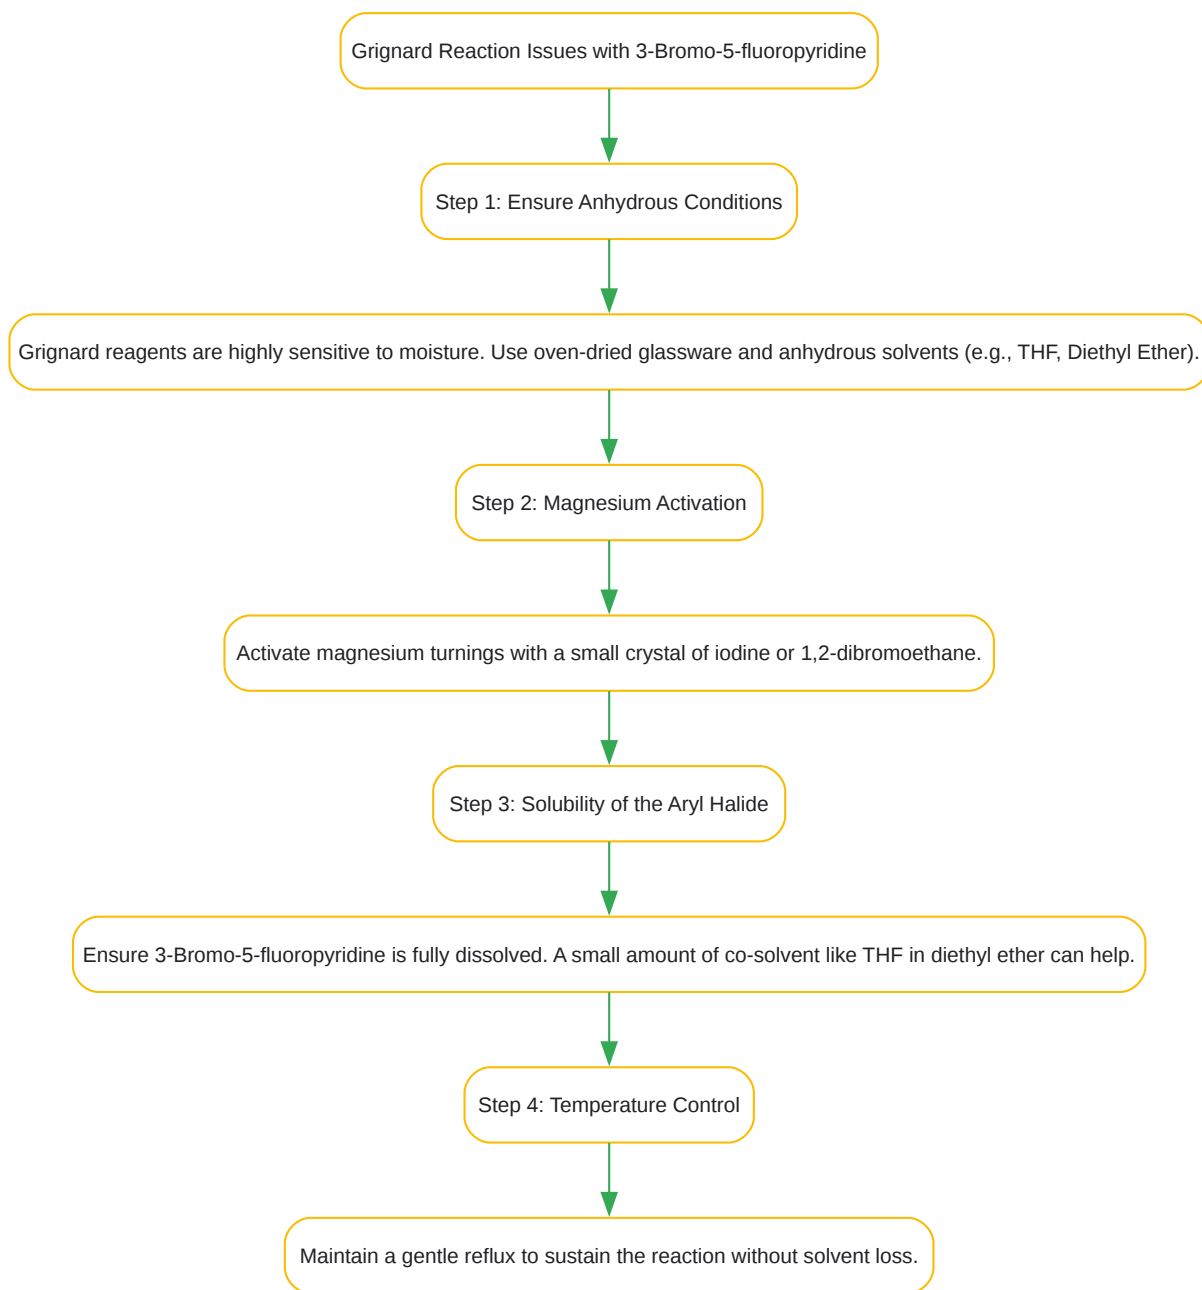 Grignard Reaction Issues with 3-Bromo-5-fluoropyridine
Step 1: Ensure Anhydrous Conditions
Grignard reagents are highly sensitive to moisture. Use oven-dried glassware and anhydrous solvents (e.g., THF, Diethyl Ether).
Step 2: Magnesium Activation
Activate magnesium turnings with a small crystal of iodine or 1,2-dibromoethane.
Step 3: Solubility of the Aryl Halide
Ensure 3-Bromo-5-fluoropyridine is fully dissolved. A small amount of co-solvent like THF in diethyl ether can help.
Step 4: Temperature Control
Maintain a gentle reflux to sustain the reaction without solvent loss.